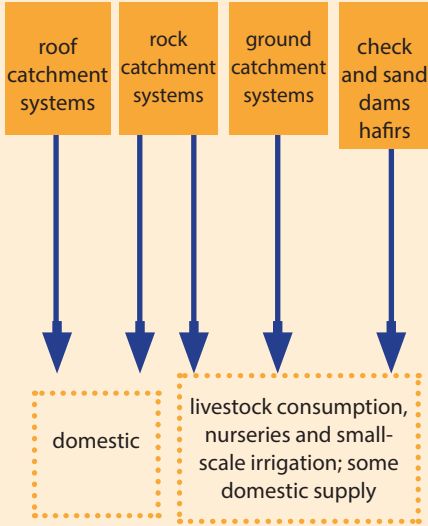 roof
catchment
systems
rock
catchment
systems
ground
catchment
systems
check
and sand
dams
hafirs
domestic
livestock consumption,
nurseries and small-
scale irrigation; some
domestic supply